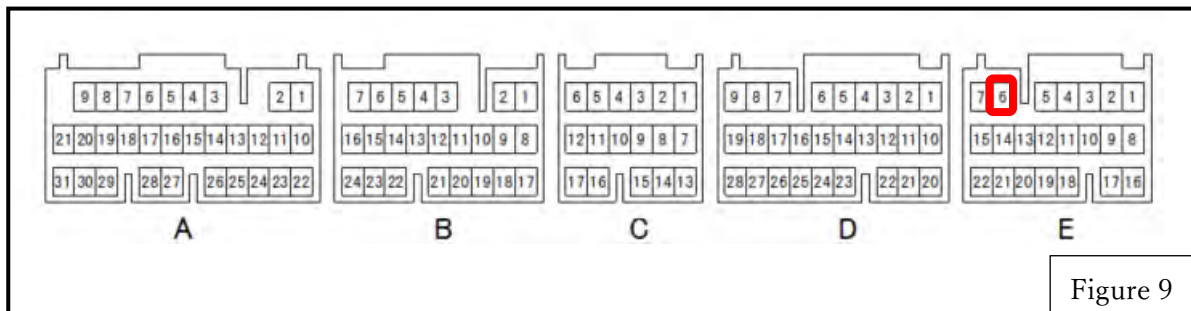 9 8 7 6 5 4 3 2 1
21 20 19 18 17 16 15 14 13 12 11 10
31 30 29 28 27 26 25 24 23 22
A
7 6 5 4 3 2 1
16 15 14 13 12 11 10 9 8
24 23 22 21 20 19 18 17
B
6 5 4 3 2 1
12 11 10 9 8 7
17 16 15 14 13
C
9 8 7 6 5 4 3 2 1
19 18 17 16 15 14 13 12 11 10
28 27 26 25 24 23 22 21 20
D
7 6 5 4 3 2 1
15 14 13 12 11 10 9 8
22 21 20 19 18 17 16
E
Figure 9